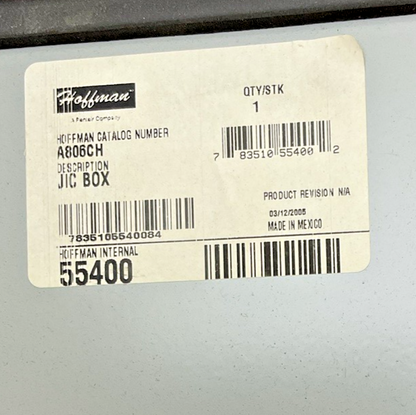 Hoffman
A Pentair Company
HOFFMAN CATALOG NUMBER
A806CH
DESCRIPTION
JIC BOX
7835105540084
HOFFMAN INTERNAL
55400
QTY/STK
1
7 83510 55400 2
PRODUCT REVISION N/A
03/12/2005
MADE IN MEXICO